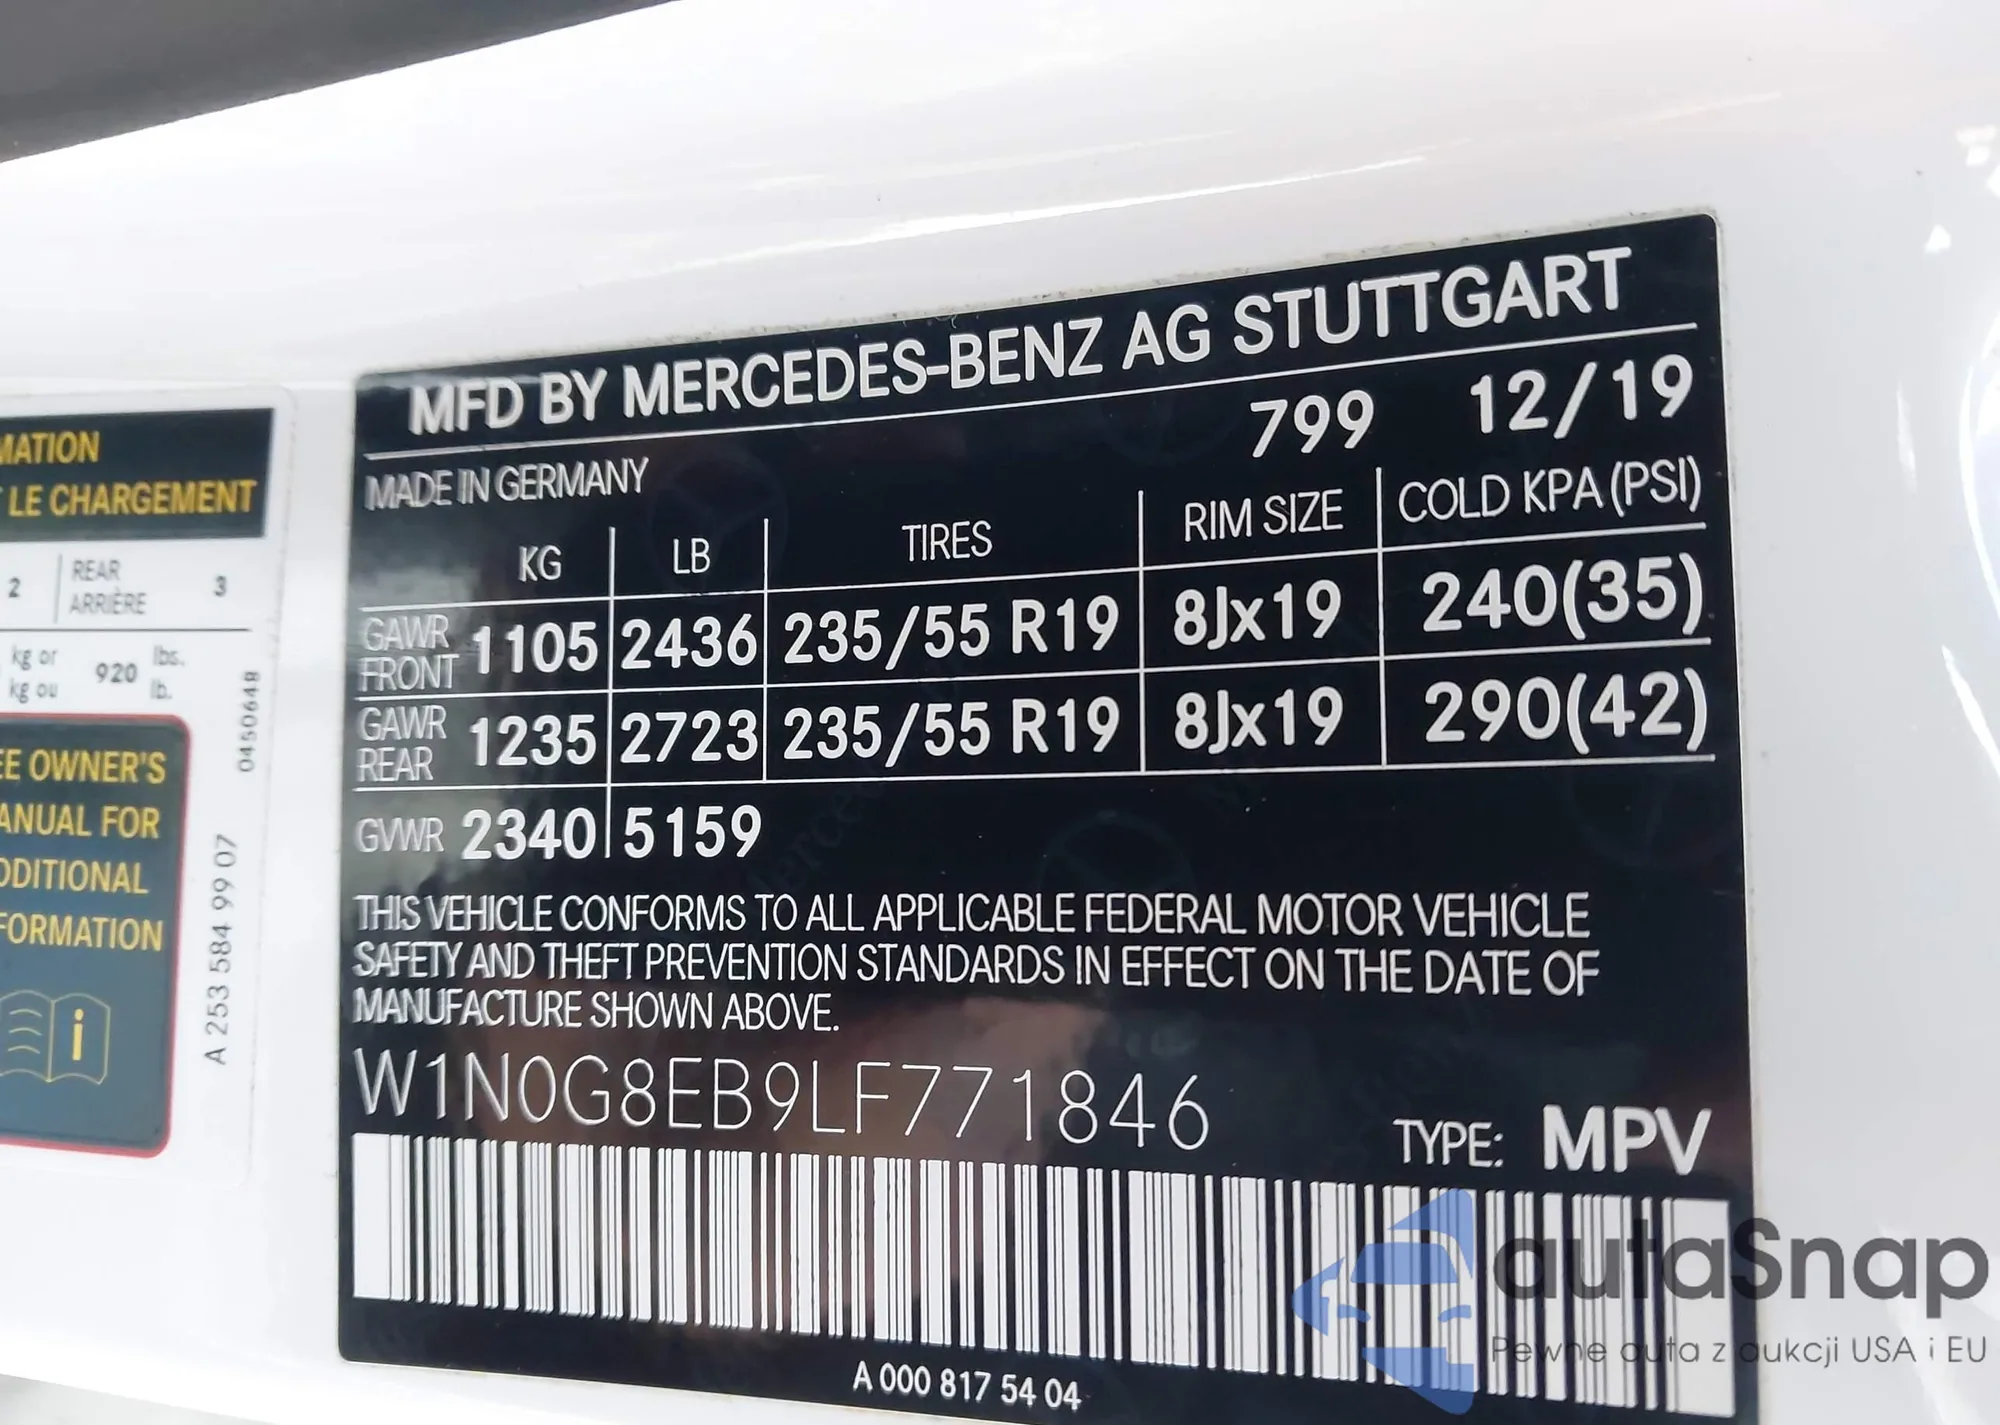 MATION
LE CHARGEMENT
2 REAR ARRIÈRE 3
kg or
kg ou 920 lbs.
lb.
EE OWNER'S
ANUAL FOR
DDITIONAL
FORMATION
i
A 253 584 99 07
0450648
MFD BY MERCEDES-BENZ AG STUTTGART
799 12/19
MADE IN GERMANY
KG LB TIRES RIM SIZE COLD KPA (PSI)
GAWR FRONT 1105 2436 235/55 R19 8Jx19 240(35)
GAWR REAR 1235 2723 235/55 R19 8Jx19 290(42)
GVWR 2340 5159
THIS VEHICLE CONFORMS TO ALL APPLICABLE FEDERAL MOTOR VEHICLE
SAFETY AND THEFT PREVENTION STANDARDS IN EFFECT ON THE DATE OF
MANUFACTURE SHOWN ABOVE.
W1N0G8EB9LF771846
TYPE: MPV
A 000 817 54 04
autaSnap
Pewne auta z aukcji USA i EU